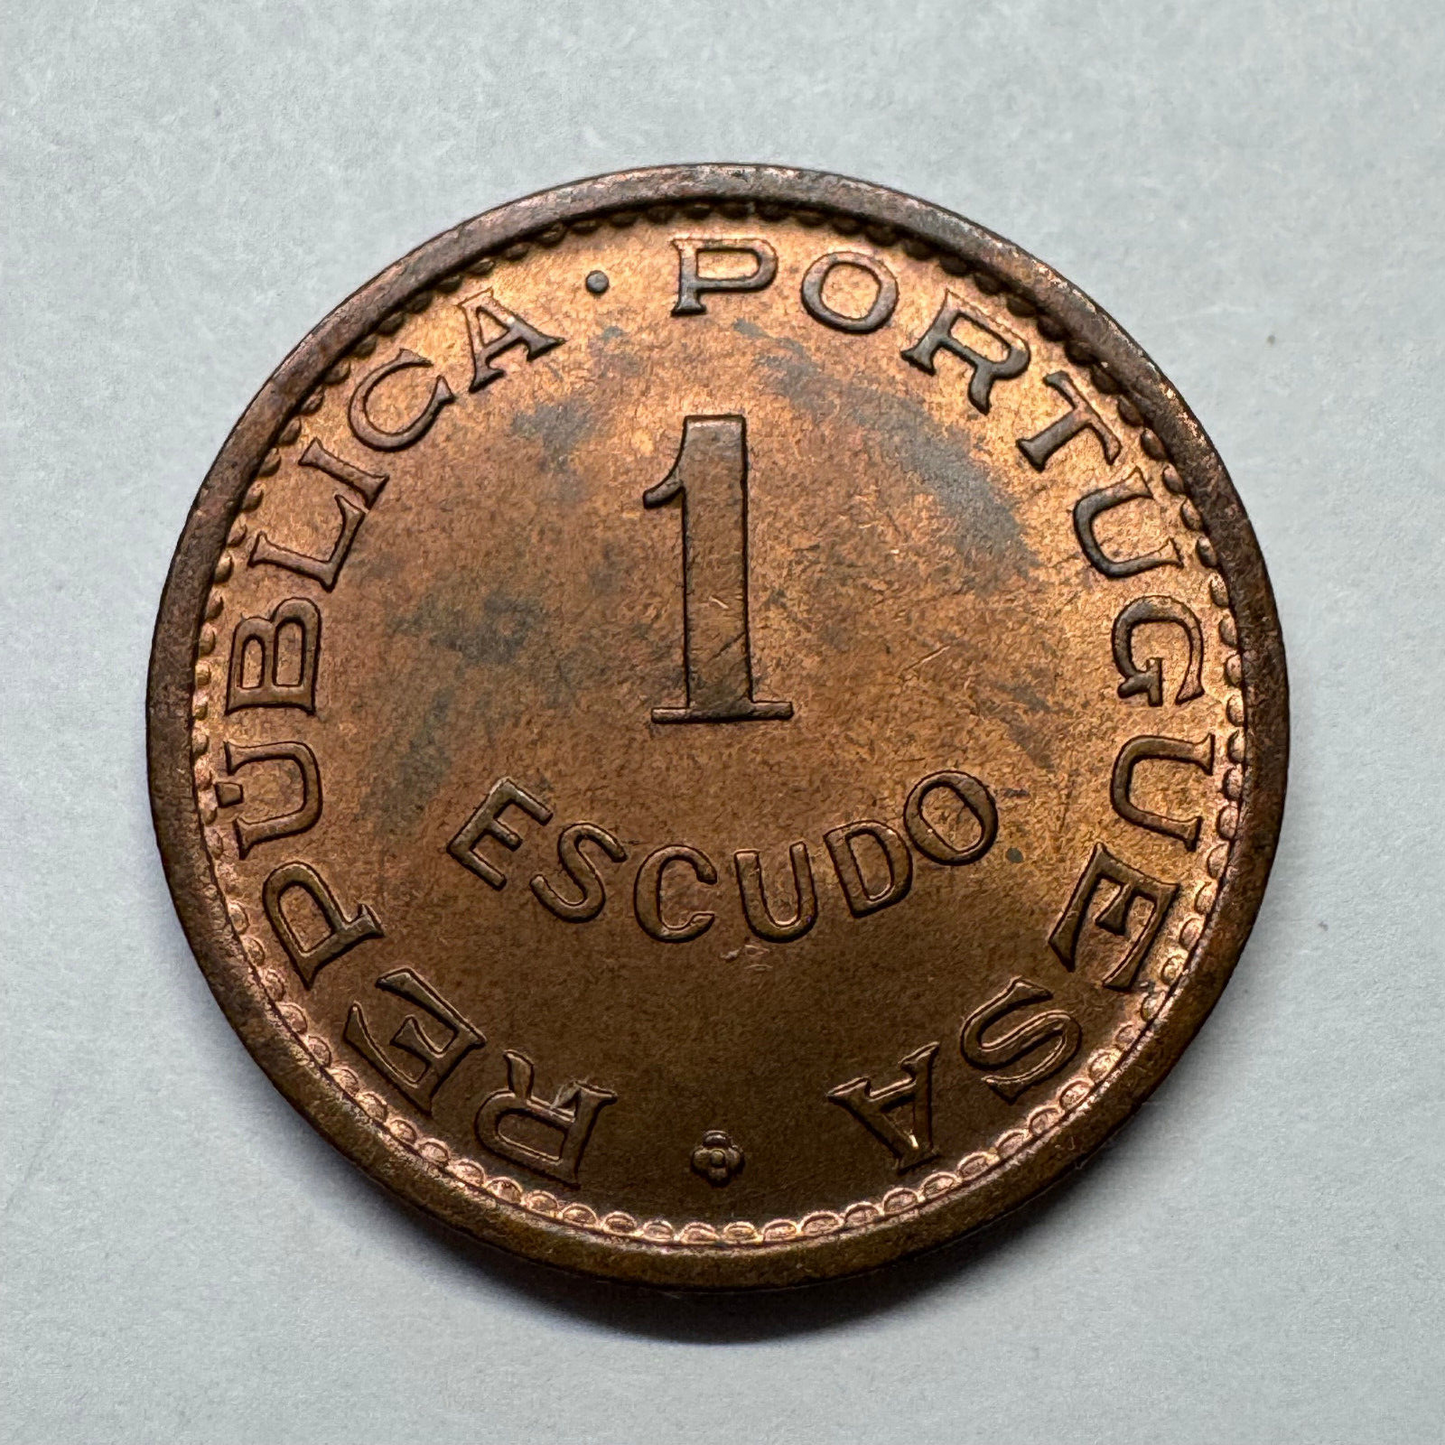 REPÚBLICA · PORTUGUESA
1
ESCUDO